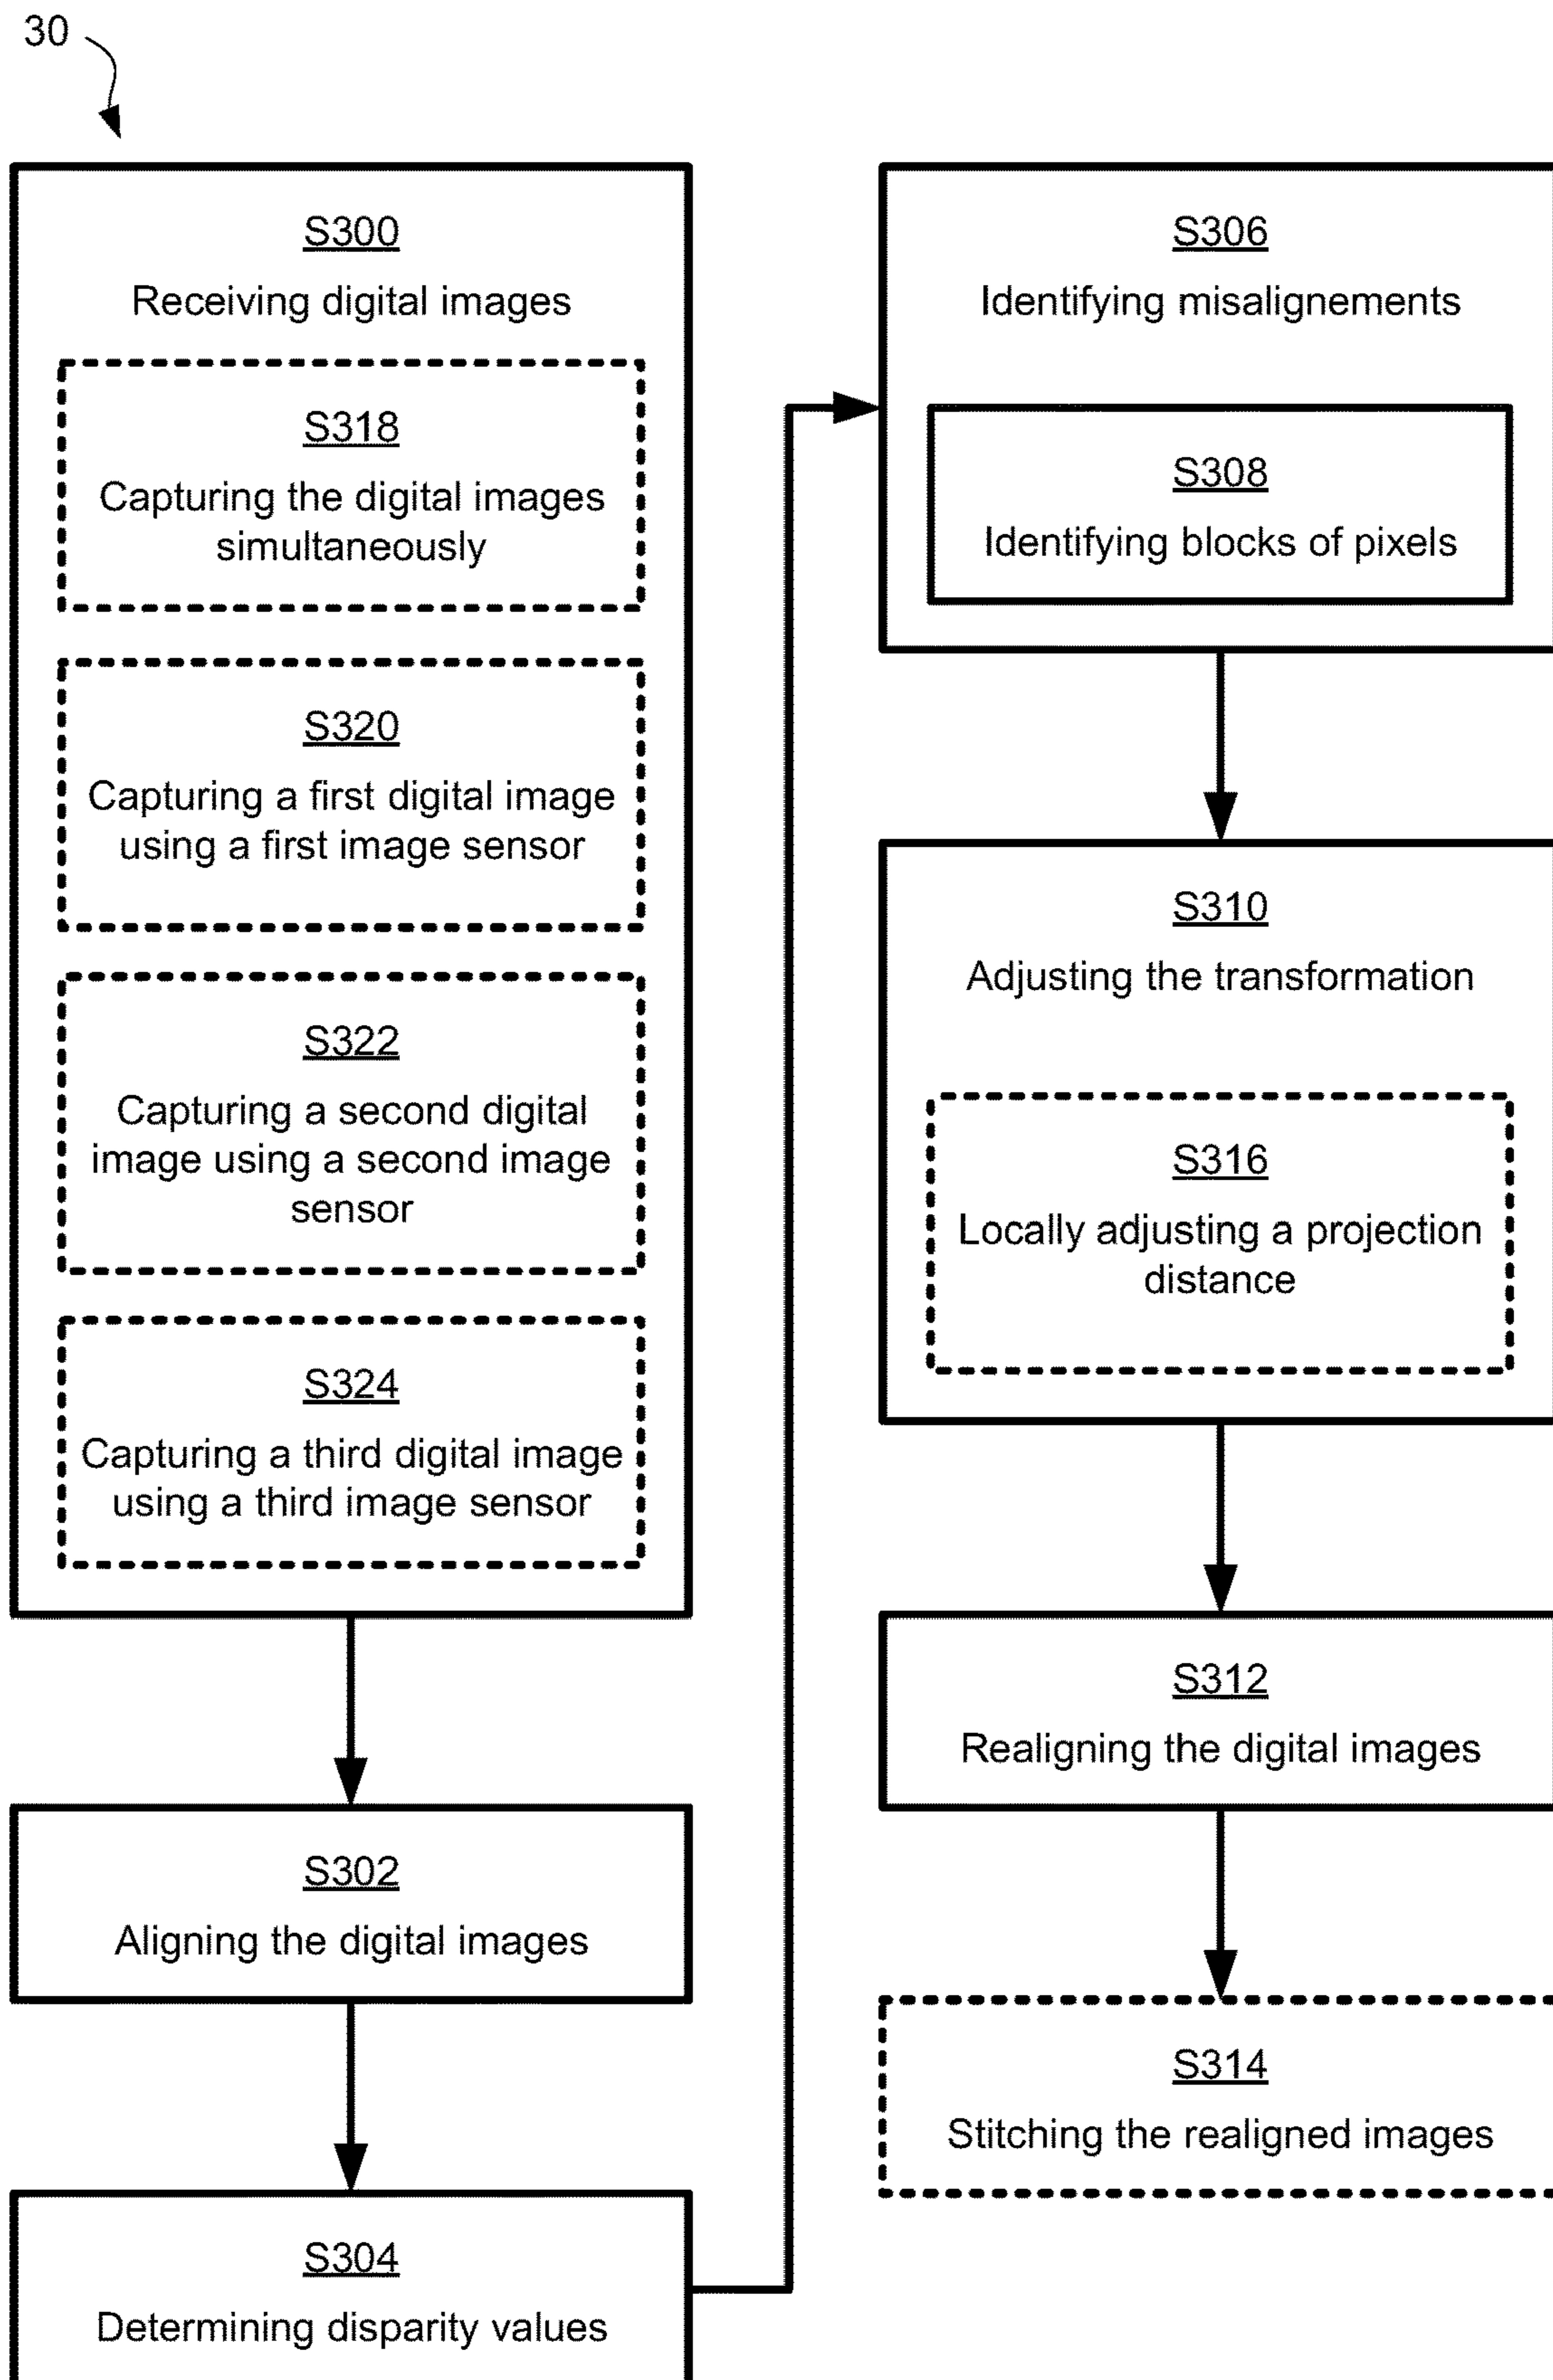 30
S300
Receiving digital images
S318
Capturing the digital images
simultaneously
S320
Capturing a first digital image
using a first image sensor
S322
Capturing a second digital
image using a second image
sensor
S324
Capturing a third digital image
using a third image sensor
S302
Aligning the digital images
S304
Determining disparity values
S306
Identifying misalignements
S308
Identifying blocks of pixels
S310
Adjusting the transformation
S316
Locally adjusting a projection
distance
S312
Realigning the digital images
S314
Stitching the realigned images